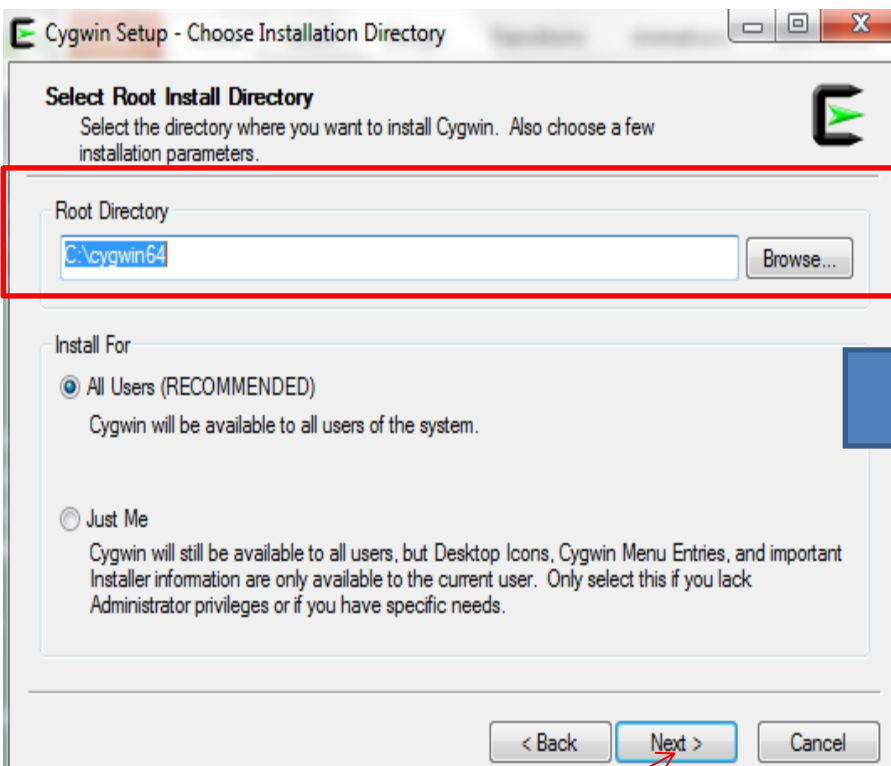 Cygwin Setup - Choose Installation Directory
Select Root Install Directory
Select the directory where you want to install Cygwin. Also choose a few
installation parameters.
Root Directory
C:\cygwin64
Browse...
Install For
All Users (RECOMMENDED)
Cygwin will be available to all users of the system.
Just Me
Cygwin will still be available to all users, but Desktop Icons, Cygwin Menu Entries, and important
Installer information are only available to the current user. Only select this if you lack
Administrator privileges or if you have specific needs.
< Back
Next >
Cancel